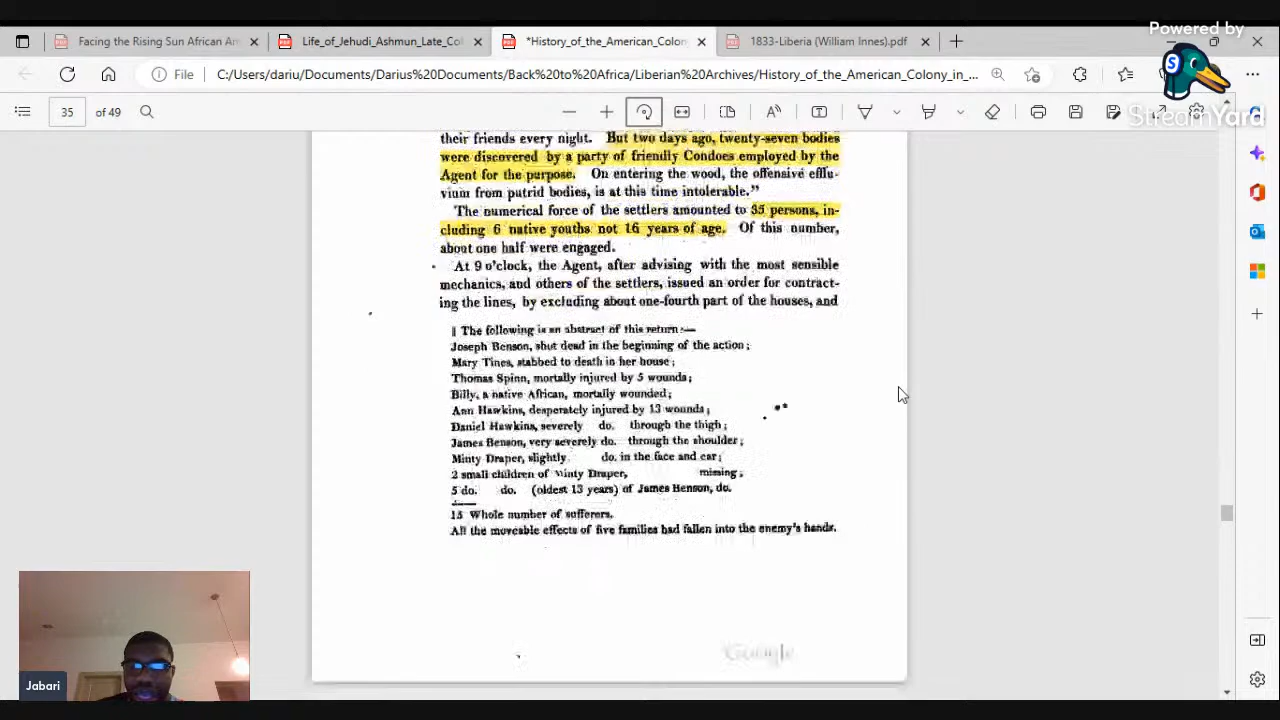 Powered by
StreamYard
Facing the Rising Sun African An
Life_of_Jehudi_Ashmun_Late_Co
*History_of_the_American_Colon
1833-Liberia (William Innes).pdf
File
C:/Users/dariu/Documents/Darius%20Documents/Back%20to%20Africa/Liberian%20Archives/History_of_the_American_Colony_in_...
35 of 49
their friends every night. But two days ago, twenty-seven bodies
were discovered by a party of friendly Condoes employed by the
Agent for the purpose. On entering the wood, the offensive efflu-
vium from putrid bodies, is at this time intolerable."
The numerical force of the settlers amounted to 35 persons, in-
cluding 6 native youths not 16 years of age. Of this number,
about one half were engaged.
At 9 o'clock, the Agent, after advising with the most sensible
mechanics, and others of the settlers, issued an order for contract-
ing the lines, by excluding about one-fourth part of the houses, and
‖ The following is an abstract of this return:—
Joseph Benson, shut dead in the beginning of the action;
Mary Tines, stabbed to death in her house;
Thomas Spinn, mortally injured by 5 wounds;
Billy, a native African, mortally wounded;
Ann Hawkins, desperately injured by 13 wounds;
Daniel Hawkins, severely do. through the thigh;
James Benson, very severely do. through the shoulder;
Minty Draper, slightly do. in the face and ear;
2 small children of Minty Draper, missing;
5 do. do. (oldest 13 years) of James Benson, do.
15 Whole number of sufferers.
All the moveable effects of five families had fallen into the enemy's hands.
Google
Jabari